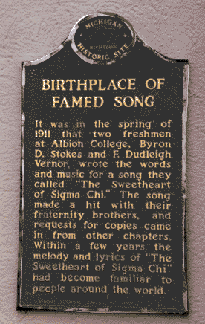 MICHIGAN
HISTORIC SITE
BIRTHPLACE OF
FAMED SONG
It was in the spring of
1911 that two freshmen
at Albion College, Byron
D. Stokes and F. Dudleigh
Vernor, wrote the words
and music for a song they
called "The Sweetheart
of Sigma Chi." The song
made a hit with their
fraternity brothers, and
requests for copies came
in from other chapters.
Within a few years the
melody and lyrics of "The
Sweetheart of Sigma Chi"
had become familiar to
people around the world.